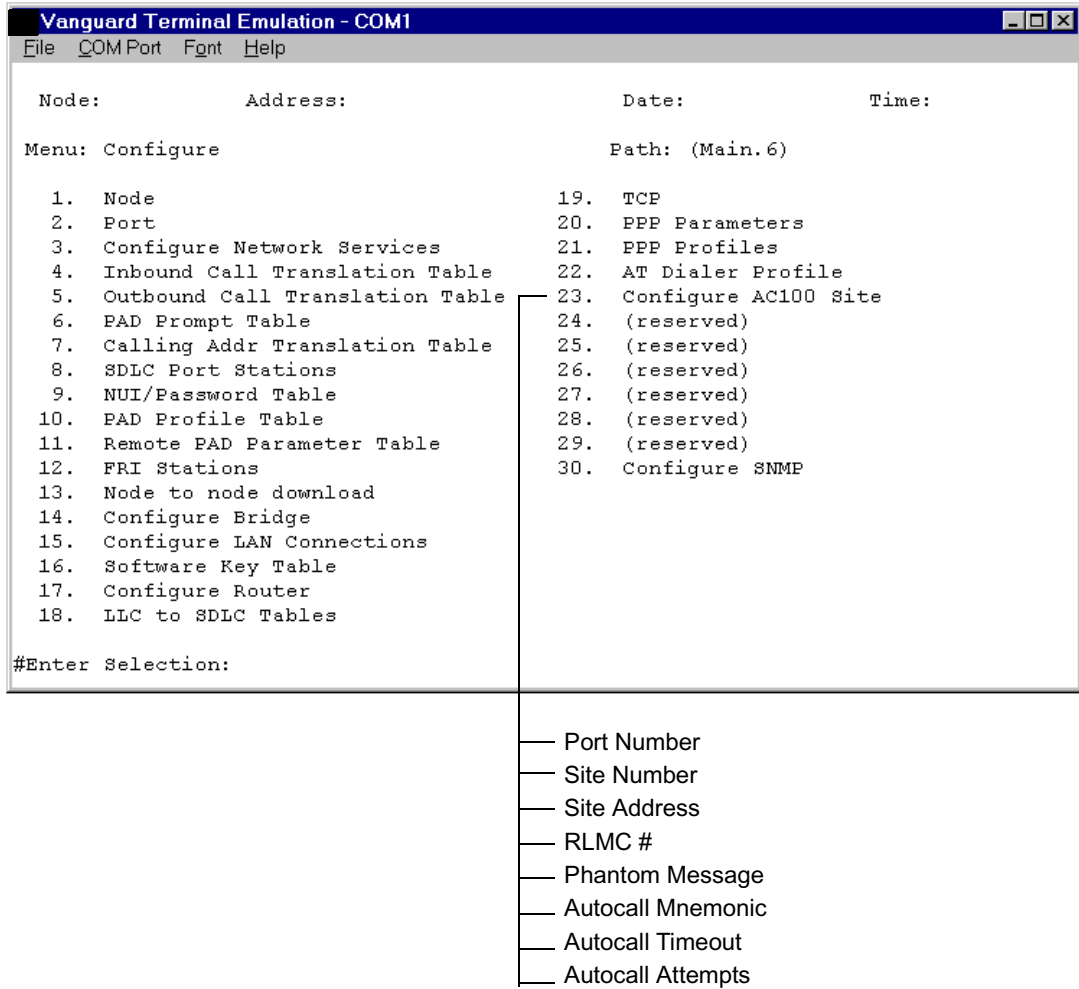 Vanguard Terminal Emulation - COM1
File COM Port Font Help
Node: Address: Date: Time:
Menu: Configure Path: (Main.6)
1. Node 19. TCP
2. Port 20. PPP Parameters
3. Configure Network Services 21. PPP Profiles
4. Inbound Call Translation Table 22. AT Dialer Profile
5. Outbound Call Translation Table 23. Configure AC100 Site
6. PAD Prompt Table 24. (reserved)
7. Calling Addr Translation Table 25. (reserved)
8. SDLC Port Stations 26. (reserved)
9. NUI/Password Table 27. (reserved)
10. PAD Profile Table 28. (reserved)
11. Remote PAD Parameter Table 29. (reserved)
12. FRI Stations 30. Configure SNMP
13. Node to node download
14. Configure Bridge
15. Configure LAN Connections
16. Software Key Table
17. Configure Router
18. LLC to SDLC Tables
#Enter Selection:
Port Number
Site Number
Site Address
RLMC #
Phantom Message
Autocall Mnemonic
Autocall Timeout
Autocall Attempts